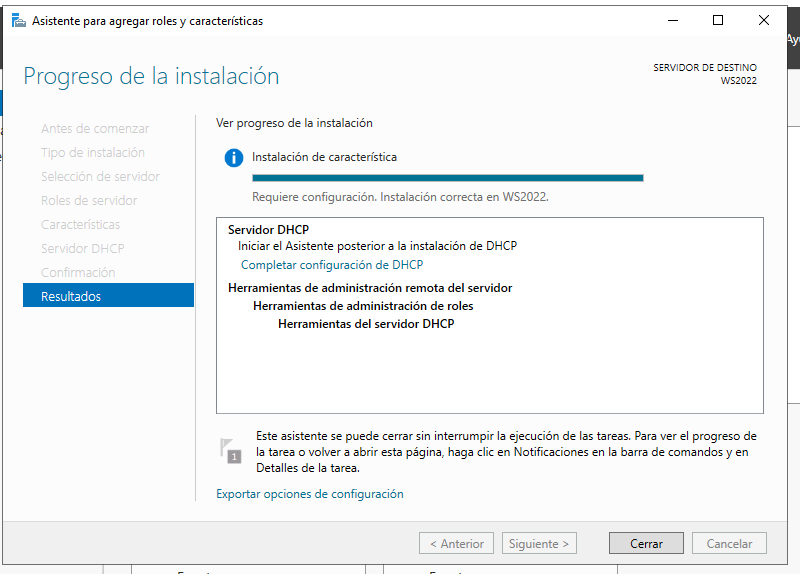 Asistente para agregar roles y características
Progreso de la instalación
SERVIDOR DE DESTINO
WS2022
Antes de comenzar
Tipo de instalación
Selección de servidor
Roles de servidor
Características
Servidor DHCP
Confirmación
Resultados
Ver progreso de la instalación
Instalación de característica
Requiere configuración. Instalación correcta en WS2022.
Servidor DHCP
Iniciar el Asistente posterior a la instalación de DHCP
Completar configuración de DHCP
Herramientas de administración remota del servidor
Herramientas de administración de roles
Herramientas del servidor DHCP
1
Este asistente se puede cerrar sin interrumpir la ejecución de las tareas. Para ver el progreso de
la tarea o volver a abrir esta página, haga clic en Notificaciones en la barra de comandos y en
Detalles de la tarea.
Exportar opciones de configuración
< Anterior
Siguiente >
Cerrar
Cancelar